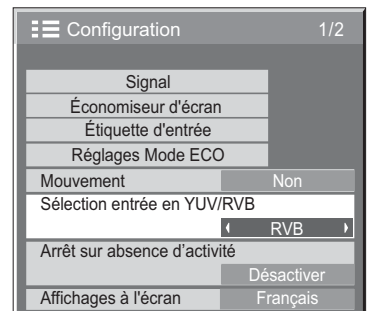 Configuration 1/2
Signal
Économiseur d'écran
Étiquette d'entrée
Réglages Mode ECO
Mouvement Non
Sélection entrée en YUV/RVB
RVB
Arrêt sur absence d'activité
Désactiver
Affichages à l'écran Français